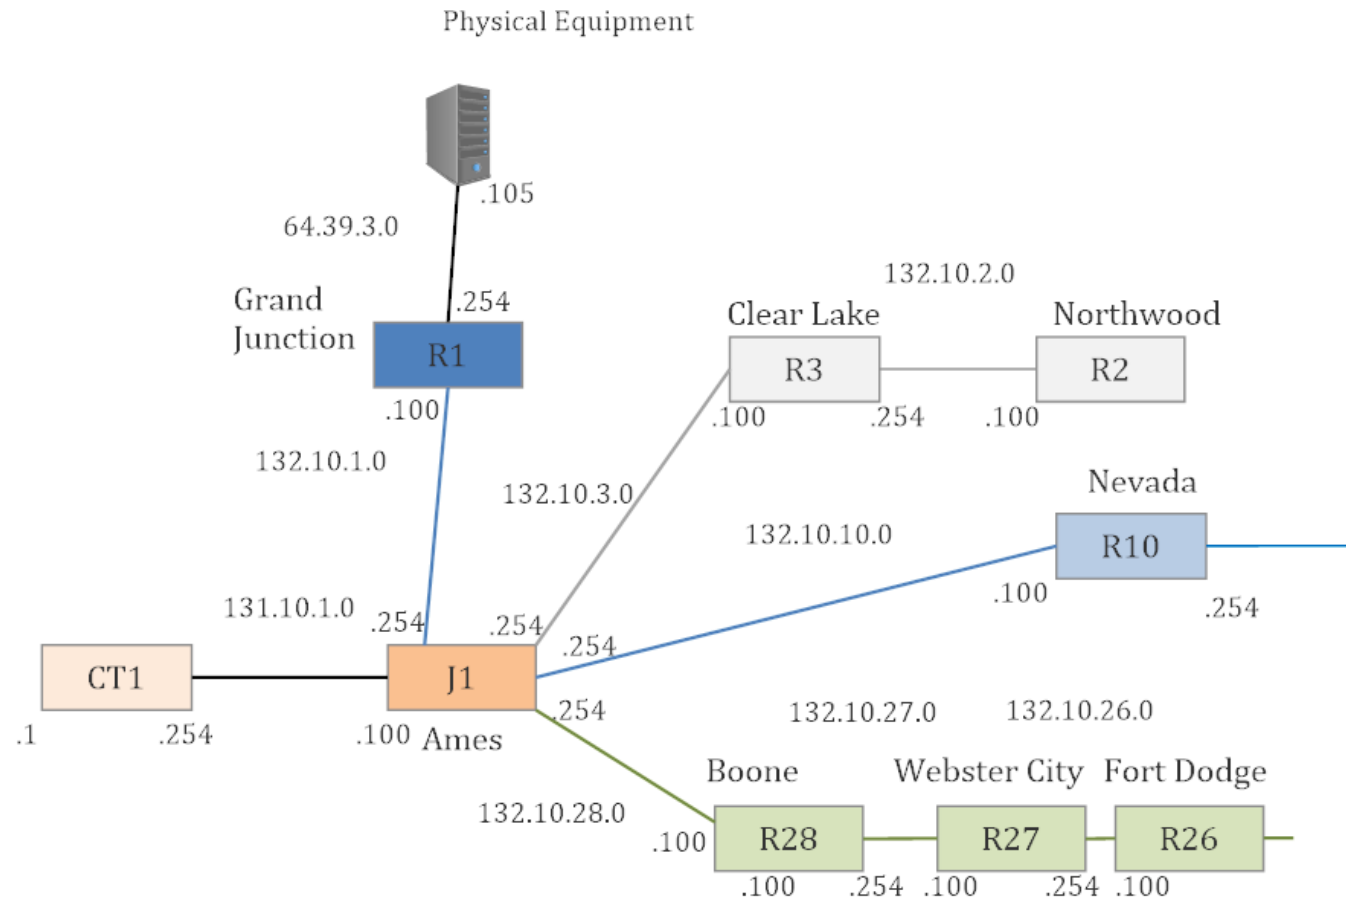 Physical Equipment
.105
64.39.3.0
.254
Grand
Junction
R1
.100
132.10.1.0
132.10.2.0
Clear Lake
Northwood
R3
R2
.100
.254
.100
132.10.3.0
Nevada
132.10.10.0
R10
.100
.254
131.10.1.0
.254
.254
.254
CT1
J1
.254
.1
.254
.100
Ames
132.10.27.0
132.10.26.0
Boone
Webster City
Fort Dodge
132.10.28.0
.100
R28
R27
R26
.100
.254
.100
.254
.100